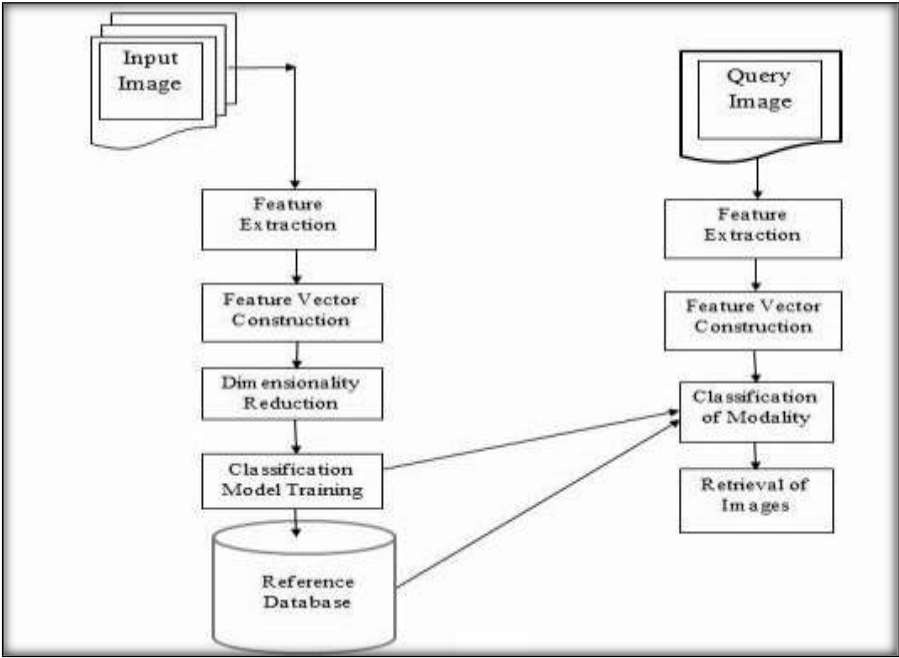 Input
Image
Feature
Extraction
Feature Vector
Construction
Dimensionality
Reduction
Classification
Model Training
Reference
Database
Query
Image
Feature
Extraction
Feature Vector
Construction
Classification
of Modality
Retrieval of
Images